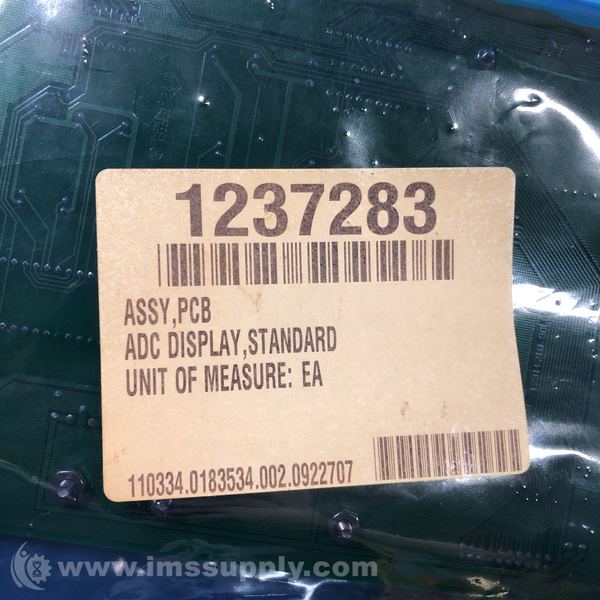 1237283
ASSY,PCB
ADC DISPLAY,STANDARD
UNIT OF MEASURE: EA
110334.0183534.002.0922707
www.imssupply.com